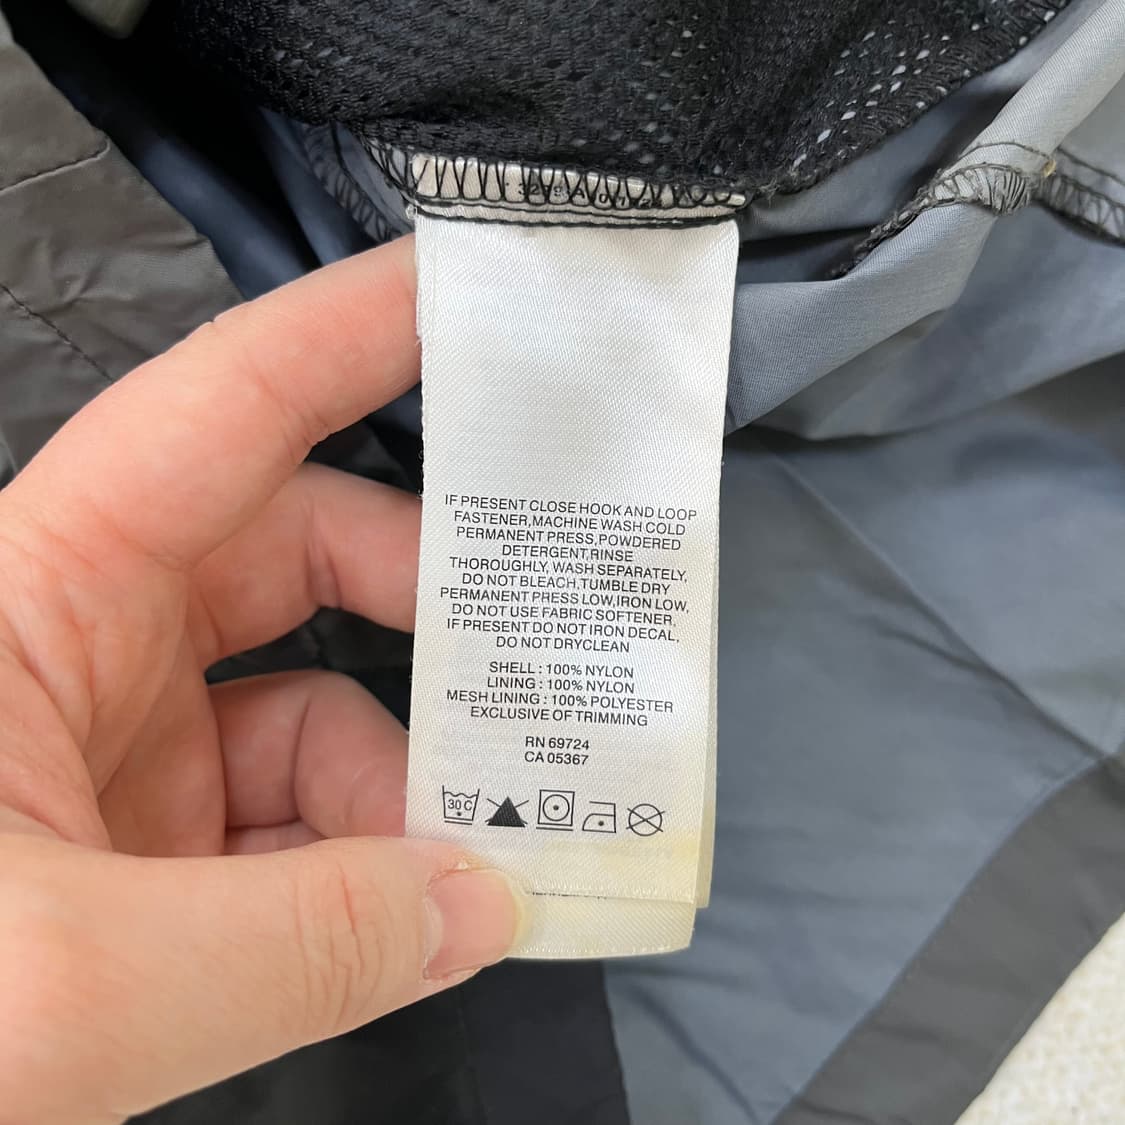 IF PRESENT CLOSE HOOK AND LOOP
FASTENER,MACHINE WASH COLD
PERMANENT PRESS,POWDERED
DETERGENT,RINSE
THOROUGHLY, WASH SEPARATELY,
DO NOT BLEACH,TUMBLE DRY
PERMANENT PRESS LOW,IRON LOW,
DO NOT USE FABRIC SOFTENER,
IF PRESENT DO NOT IRON DECAL,
DO NOT DRYCLEAN
SHELL : 100% NYLON
LINING : 100% NYLON
MESH LINING : 100% POLYESTER
EXCLUSIVE OF TRIMMING
RN 69724
CA 05367
30 C